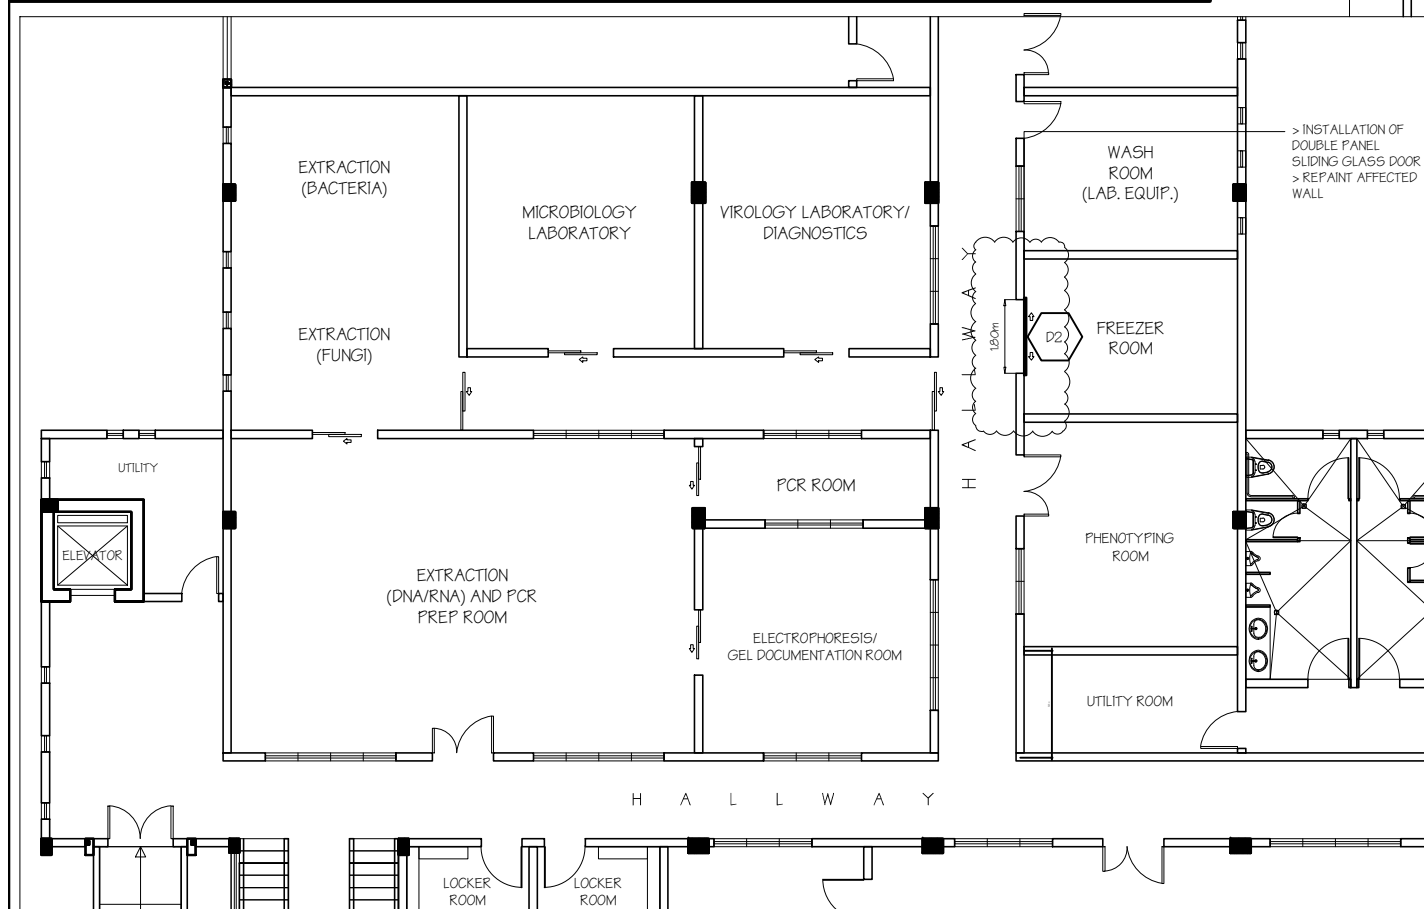 EXTRACTION
(BACTERIA)
MICROBIOLOGY
LABORATORY
VIROLOGY LABORATORY/
DIAGNOSTICS
WASH
ROOM
(LAB. EQUIP.)
> INSTALLATION OF
DOUBLE PANEL
SLIDING GLASS DOOR
> REPAINT AFFECTED
WALL
EXTRACTION
(FUNGI)
HALLWAY
1.80m
D2
FREEZER
ROOM
UTILITY
PCR ROOM
ELEVATOR
EXTRACTION
(DNA/RNA) AND PCR
PREP ROOM
PHENOTYPING
ROOM
ELECTROPHORESIS/
GEL DOCUMENTATION ROOM
UTILITY ROOM
HALLWAY
LOCKER
ROOM
LOCKER
ROOM